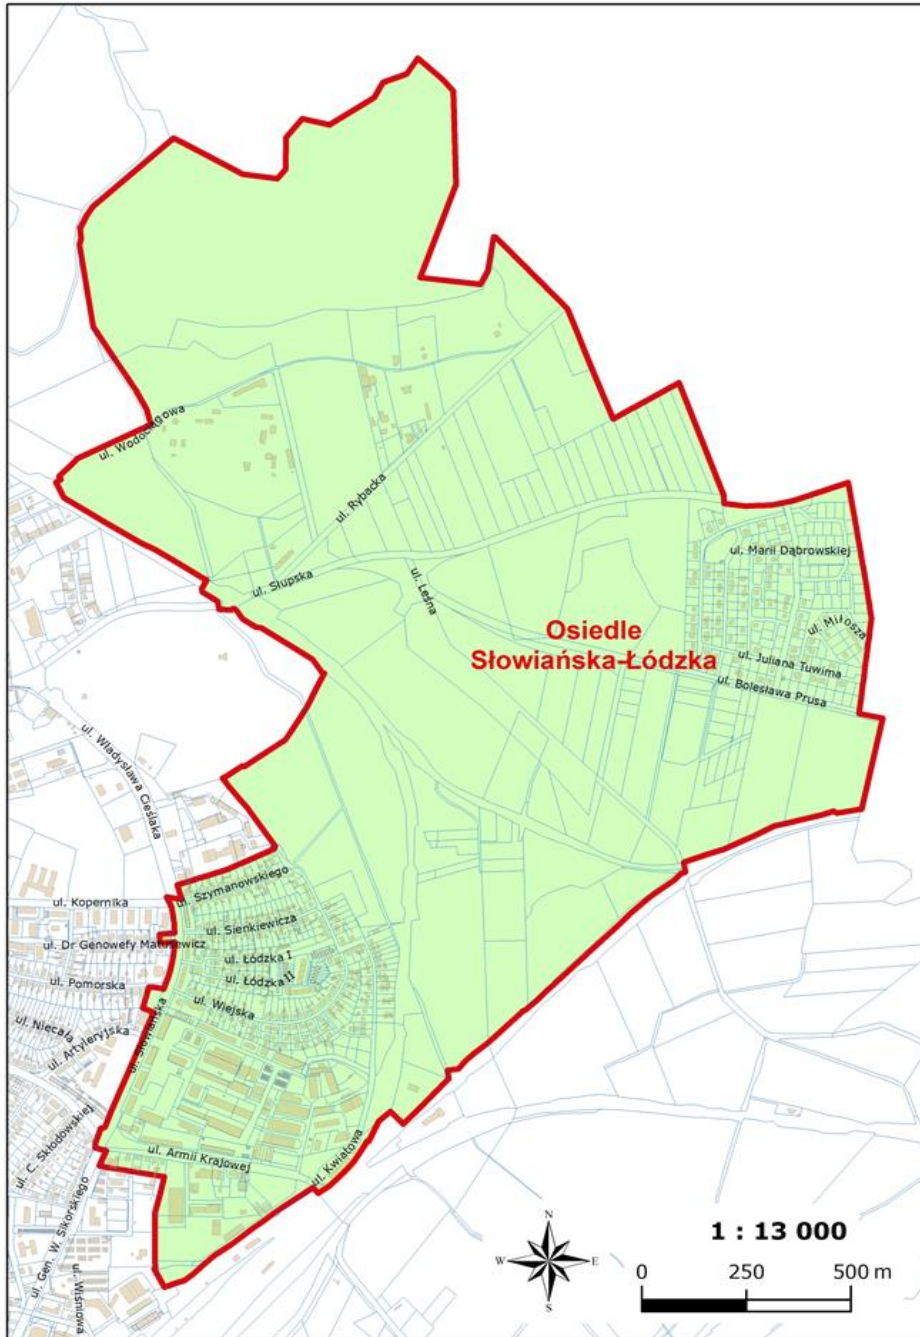 ul. Wodociągowa
ul. Rybacka
ul. Słupska
ul. Leśna
ul. Marii Dąbrowskiej
ul. Miłosza
Osiedle
Słowiańska-Łódzka
ul. Juliana Tuwima
ul. Bolesława Prusa
ul. Władysława Cieślaka
ul. Szymanowskiego
ul. Kopernika
ul. Sienkiewicza
ul. Dr Genowefy Matusewicz
ul. Łódzka I
ul. Łódzka II
ul. Pomorska
ul. Wiejska
ul. Niecała
ul. Artyleryjska
ul. Słowiańska
ul. C. Skłodowskiej
ul. Armii Krajowej
ul. Kwiatowa
ul. Gen. W. Sikorskiego
ul. Wiśniowa
N
W
E
S
1 : 13 000
0 250 500 m